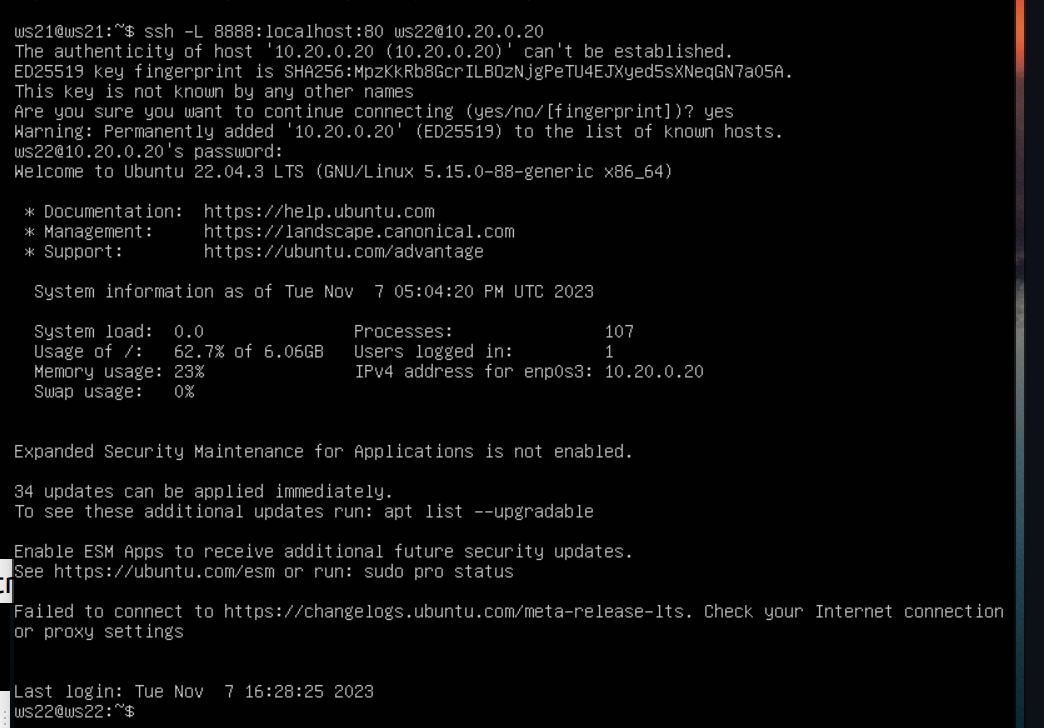 ws21@ws21:~$ ssh -L 8888:localhost:80 ws22@10.20.0.20
The authenticity of host '10.20.0.20 (10.20.0.20)' can't be established.
ED25519 key fingerprint is SHA256:MpzKkRb8GcrILBOzNjgPeTU4EJXyed5sXNeqGN7a05A.
This key is not known by any other names
Are you sure you want to continue connecting (yes/no/[fingerprint])? yes
Warning: Permanently added '10.20.0.20' (ED25519) to the list of known hosts.
ws22@10.20.0.20's password:
Welcome to Ubuntu 22.04.3 LTS (GNU/Linux 5.15.0-88-generic x86_64)
* Documentation:  https://help.ubuntu.com
* Management:     https://landscape.canonical.com
* Support:        https://ubuntu.com/advantage
System information as of Tue Nov  7 05:04:20 PM UTC 2023
System load:  0.0               Processes:               107
Usage of /:   62.7% of 6.06GB   Users logged in:         1
Memory usage: 23%               IPv4 address for enp0s3: 10.20.0.20
Swap usage:   0%
Expanded Security Maintenance for Applications is not enabled.
34 updates can be applied immediately.
To see these additional updates run: apt list --upgradable
Enable ESM Apps to receive additional future security updates.
See https://ubuntu.com/esm or run: sudo pro status
Failed to connect to https://changelogs.ubuntu.com/meta-release-lts. Check your Internet connection
or proxy settings
Last login: Tue Nov  7 16:28:25 2023
ws22@ws22:~$